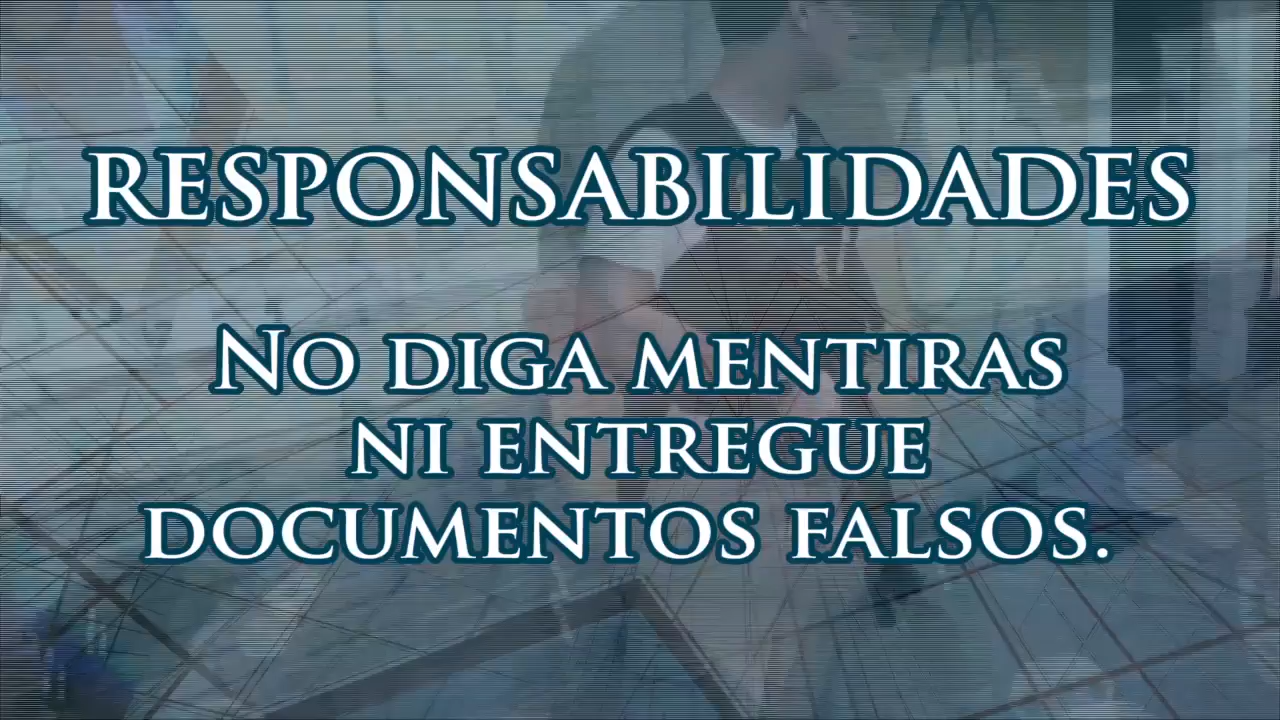 RESPONSABILIDADES
No diga mentiras
ni entregue
documentos falsos.